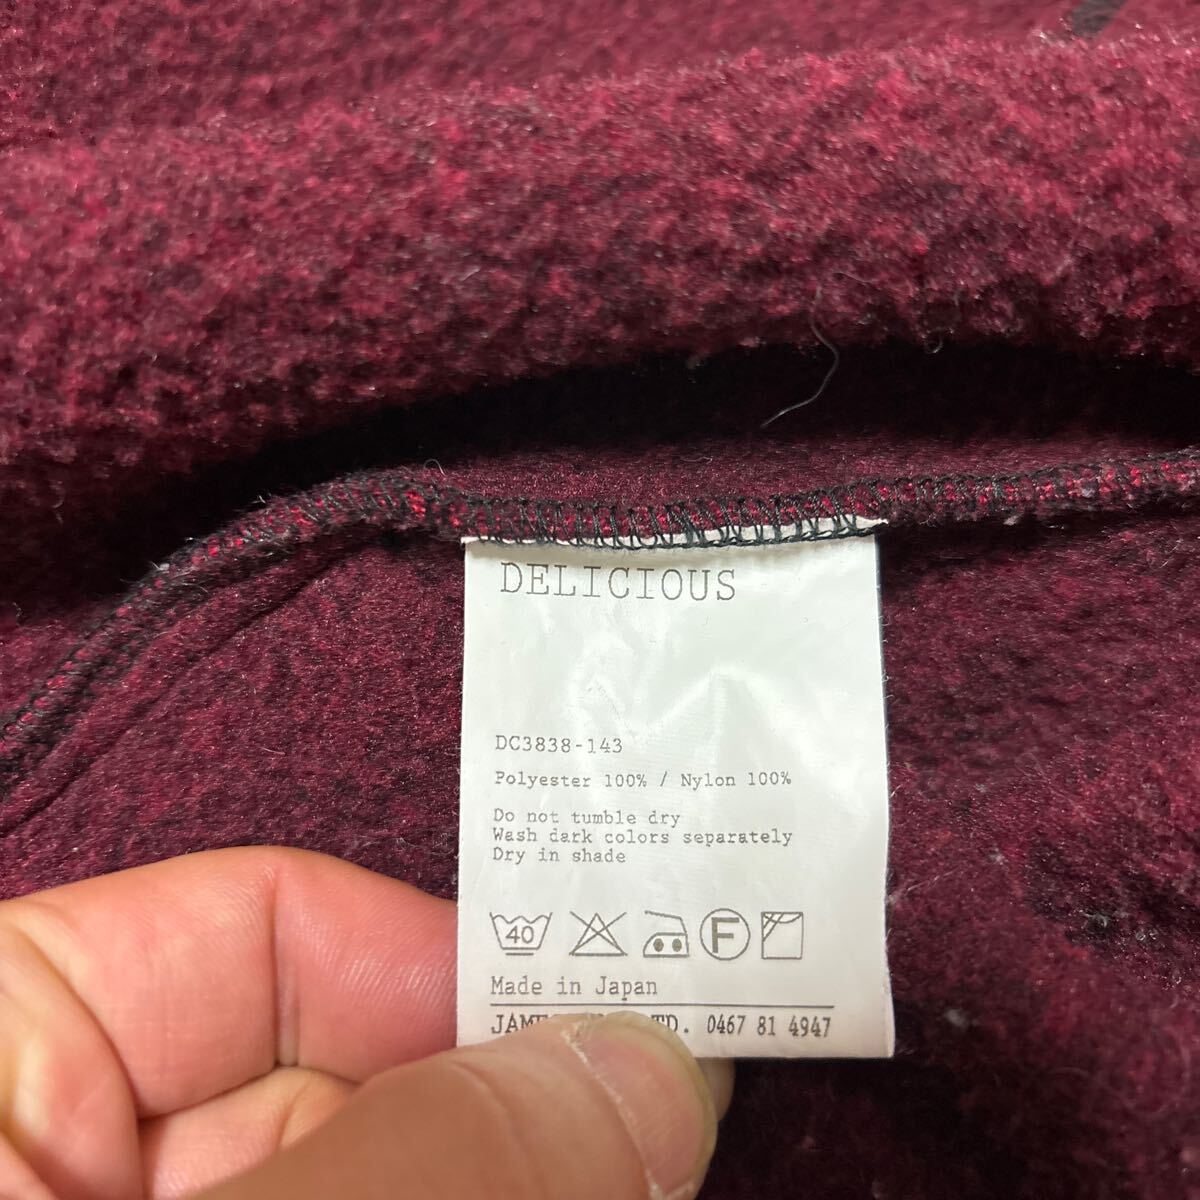 DELICIOUS
DC3838-143
Polyester 100% / Nylon 100%
Do not tumble dry
Wash dark colors separately
Dry in shade
40 F
Made in Japan
0467 81 4947